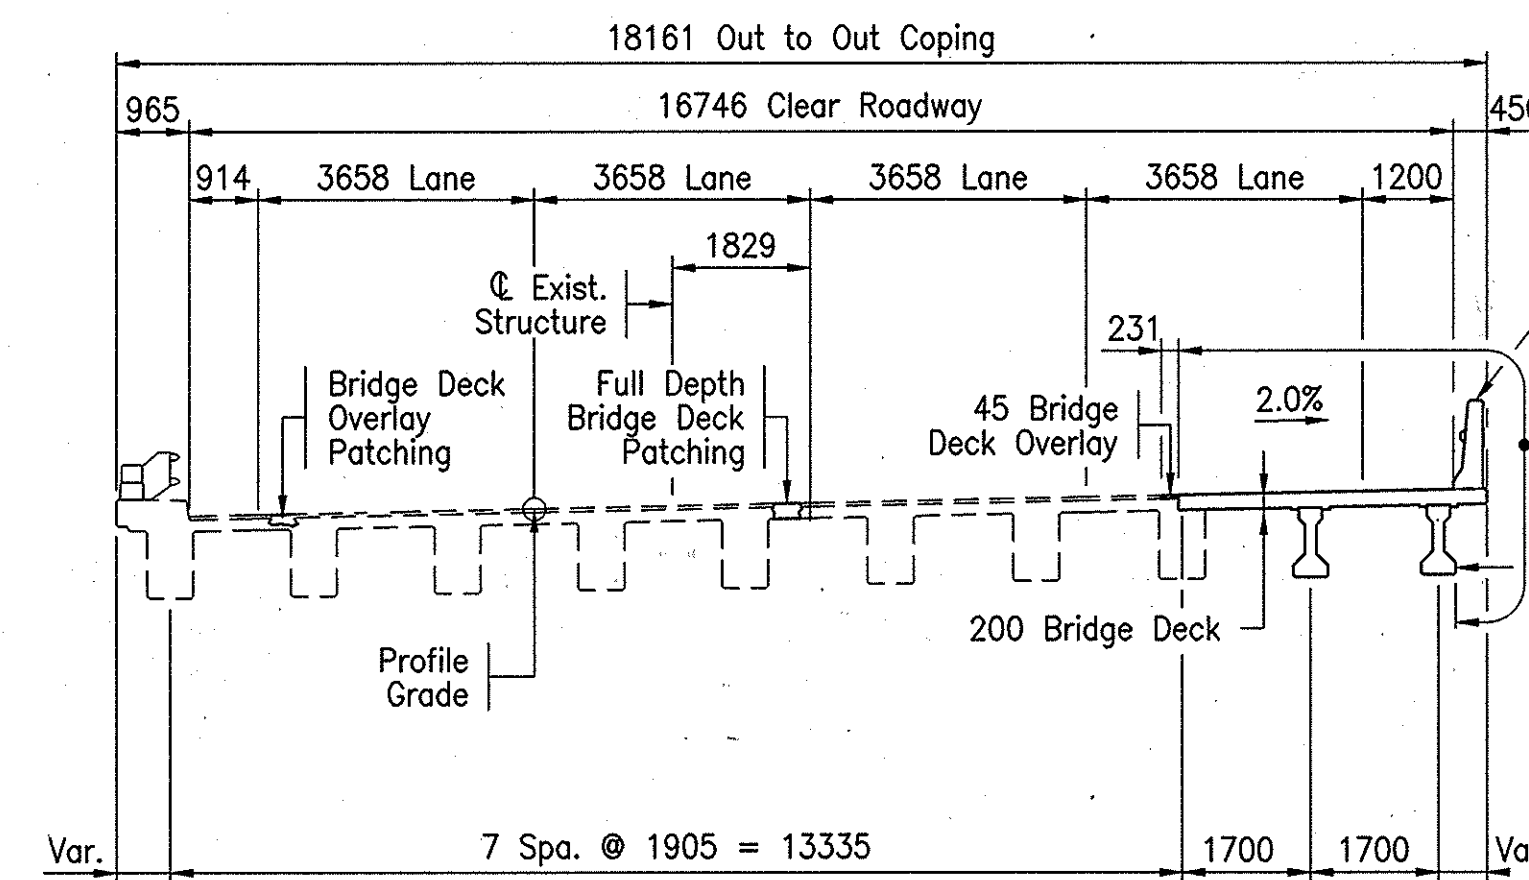 18161 Out to Out Coping
965
16746 Clear Roadway
914
3658 Lane
3658 Lane
3658 Lane
3658 Lane
1200
1829
℄ Exist.
Structure
231
Bridge Deck
Overlay
Patching
Full Depth
Bridge Deck
Patching
45 Bridge
Deck Overlay
2.0%
200 Bridge Deck
Profile
Grade
Var.
7 Spa. @ 1905 = 13335
1700
1700